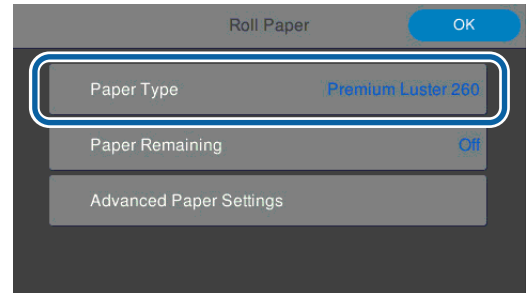 Roll Paper OK
Paper Type Premium Luster 260
Paper Remaining Off
Advanced Paper Settings